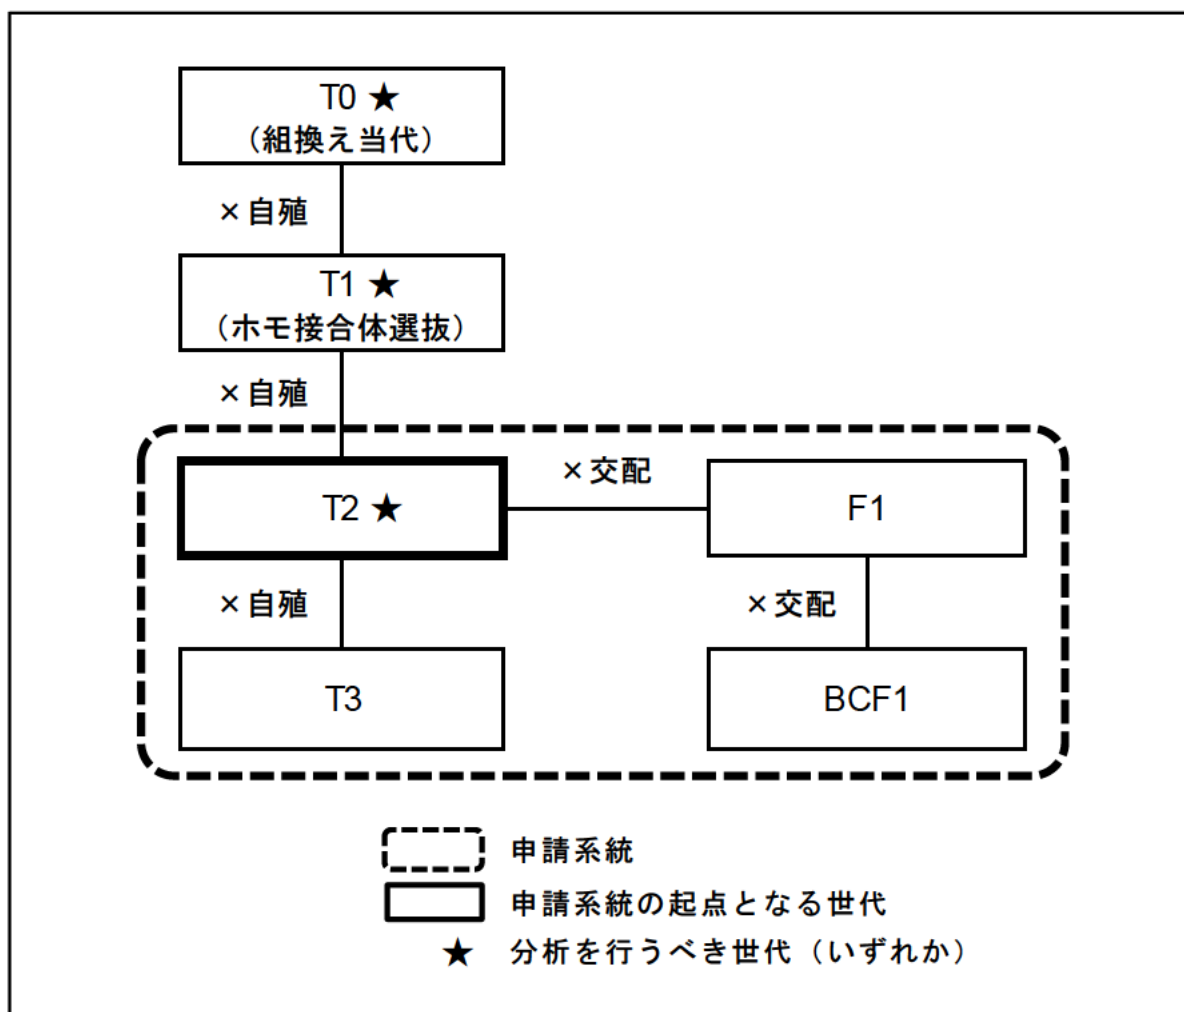 T0 ★
（組換え当代）
×自殖
T1 ★
（ホモ接合体選抜）
×自殖
T2 ★
×交配
F1
×自殖
×交配
T3
BCF1
申請系統
申請系統の起点となる世代
★ 分析を行うべき世代（いずれか）